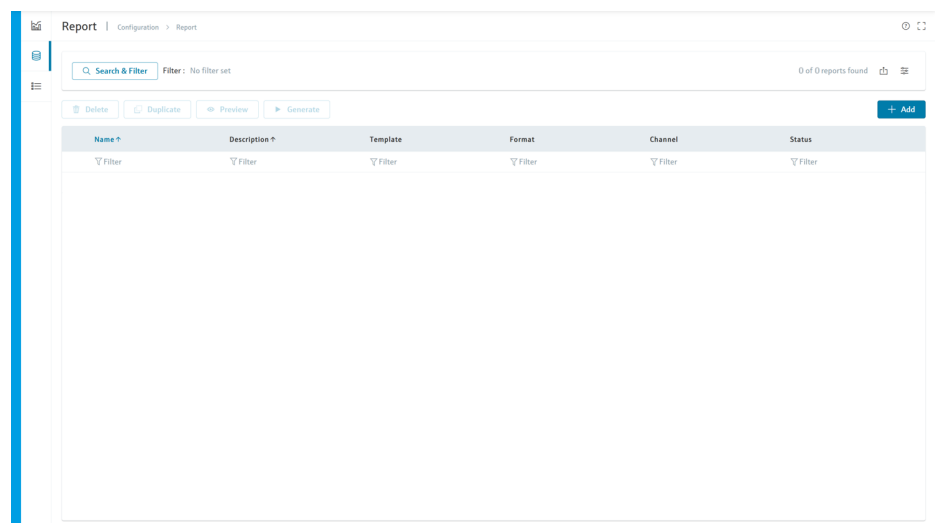 Report | Configuration > Report
Search & Filter Filter : No filter set 0 of 0 reports found
Delete Duplicate Preview Generate + Add
Name ↑ Description ↑ Template Format Channel Status
Filter Filter Filter Filter Filter Filter